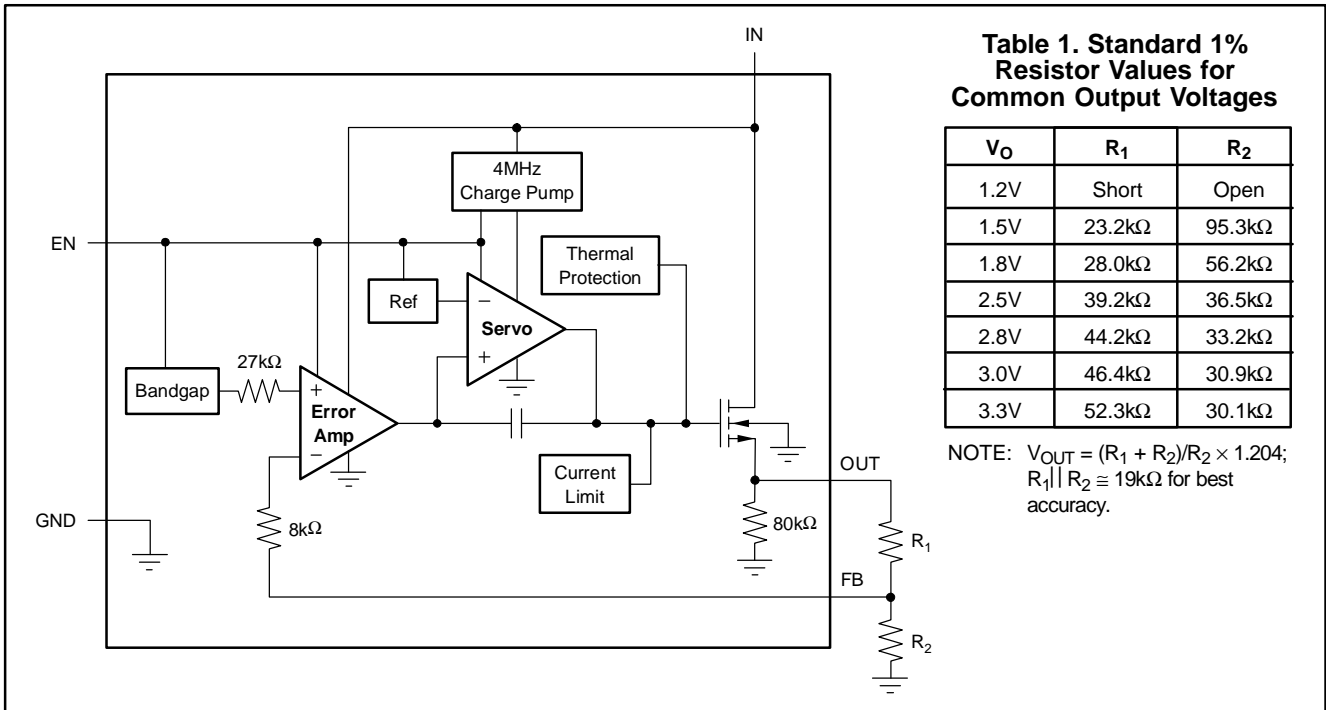 IN
4MHz
Charge Pump
EN
Thermal
Protection
Ref
−
Servo
+
27kΩ
Bandgap
+
Error
Amp
−
Current
Limit
OUT
GND
8kΩ
80kΩ
R1
FB
R2
Table 1. Standard 1%
Resistor Values for
Common Output Voltages
VO R1 R2
1.2V Short Open
1.5V 23.2kΩ 95.3kΩ
1.8V 28.0kΩ 56.2kΩ
2.5V 39.2kΩ 36.5kΩ
2.8V 44.2kΩ 33.2kΩ
3.0V 46.4kΩ 30.9kΩ
3.3V 52.3kΩ 30.1kΩ
NOTE: VOUT = (R1 + R2)/R2 × 1.204;
R1|| R2 ≅ 19kΩ for best
accuracy.